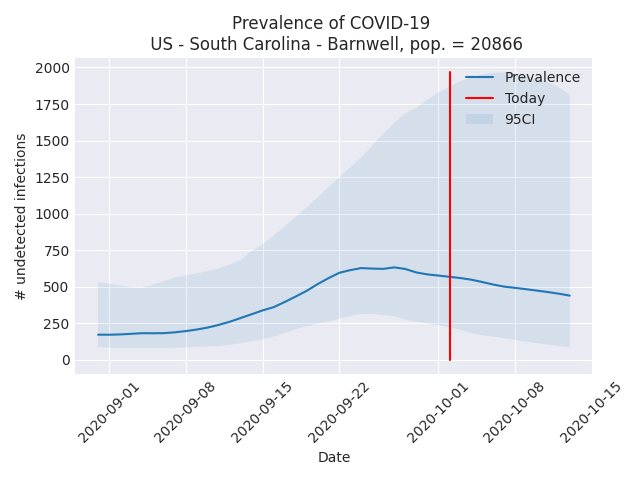 Prevalence of COVID-19
US - South Carolina - Barnwell, pop. = 20866
2000
1750
1500
1250
1000
750
500
250
0
# undetected infections
Prevalence
Today
95CI
2020-09-01
2020-09-08
2020-09-15
2020-09-22
2020-10-01
2020-10-08
2020-10-15
Date